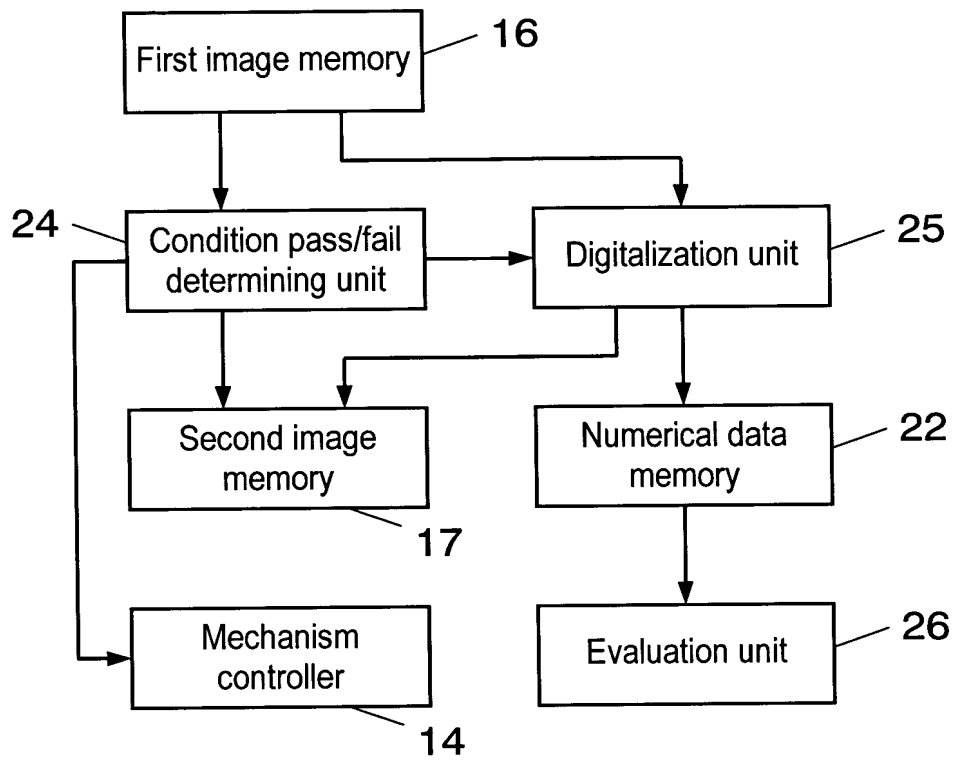 First image memory
16
24
Condition pass/fail
determining unit
Digitalization unit
25
Second image
memory
17
Numerical data
memory
22
Mechanism
controller
14
Evaluation unit
26